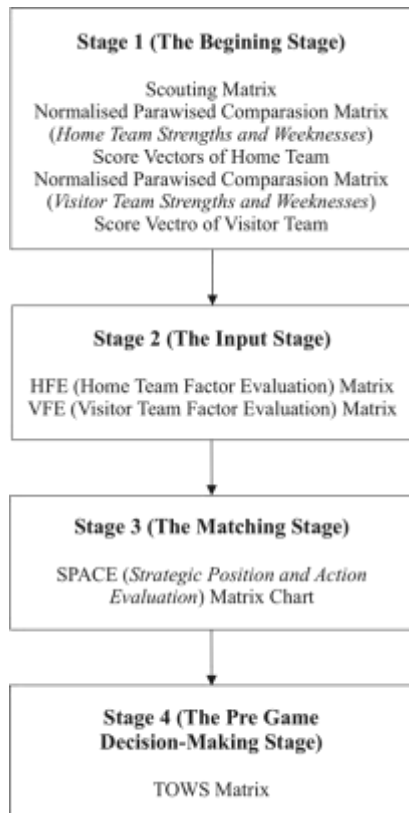 Stage 1 (The Begining Stage)
Scouting Matrix
Normalised Parawised Comparasion Matrix
(Home Team Strengths and Weeknesses)
Score Vectors of Home Team
Normalised Parawised Comparasion Matrix
(Visitor Team Strengths and Weeknesses)
Score Vectro of Visitor Team
Stage 2 (The Input Stage)
HFE (Home Team Factor Evaluation) Matrix
VFE (Visitor Team Factor Evaluation) Matrix
Stage 3 (The Matching Stage)
SPACE (Strategic Position and Action
Evaluation) Matrix Chart
Stage 4 (The Pre Game
Decision-Making Stage)
TOWS Matrix